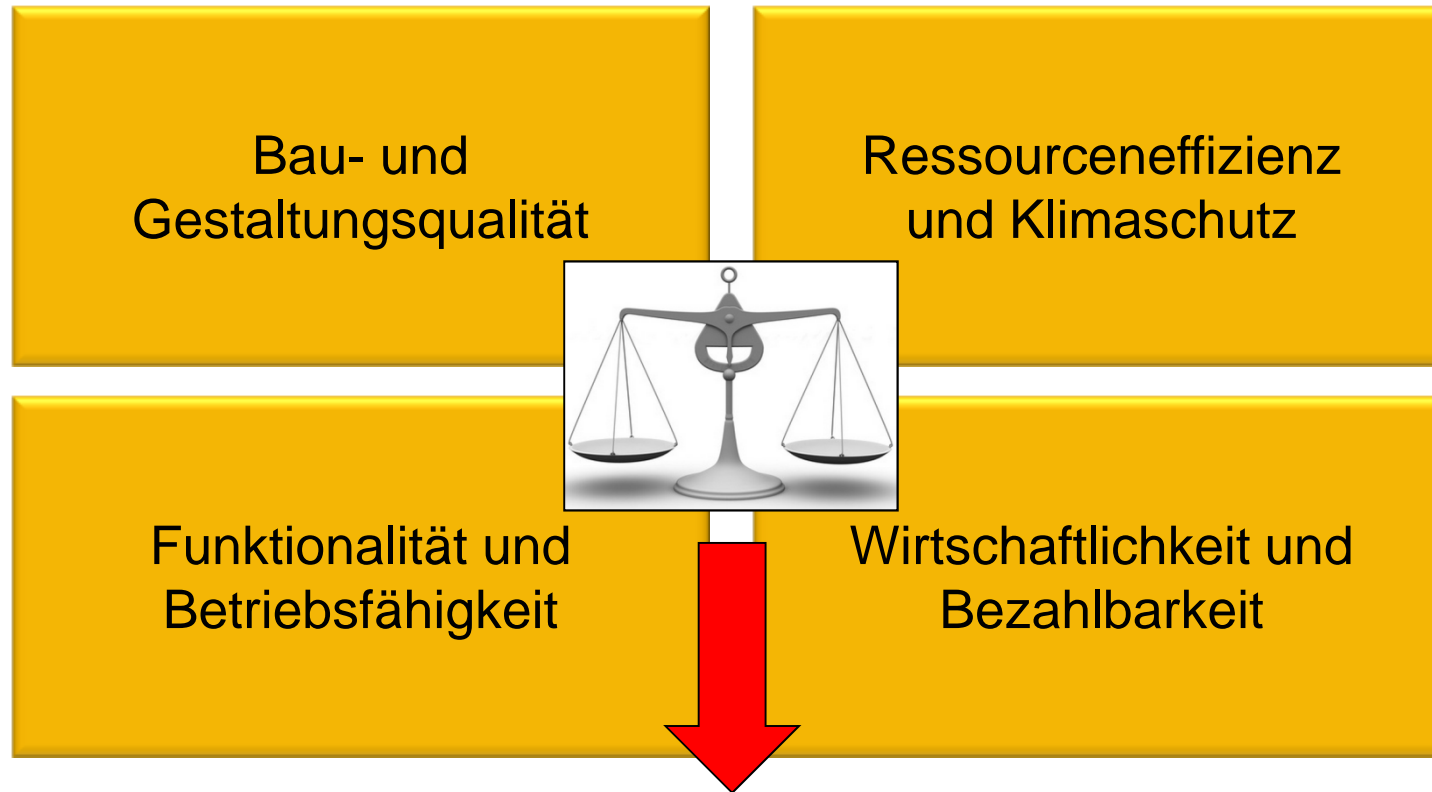 Bau- und
Gestaltungsqualität
Ressourceneffizienz
und Klimaschutz
Funktionalität und
Betriebsfähigkeit
Wirtschaftlichkeit und
Bezahlbarkeit